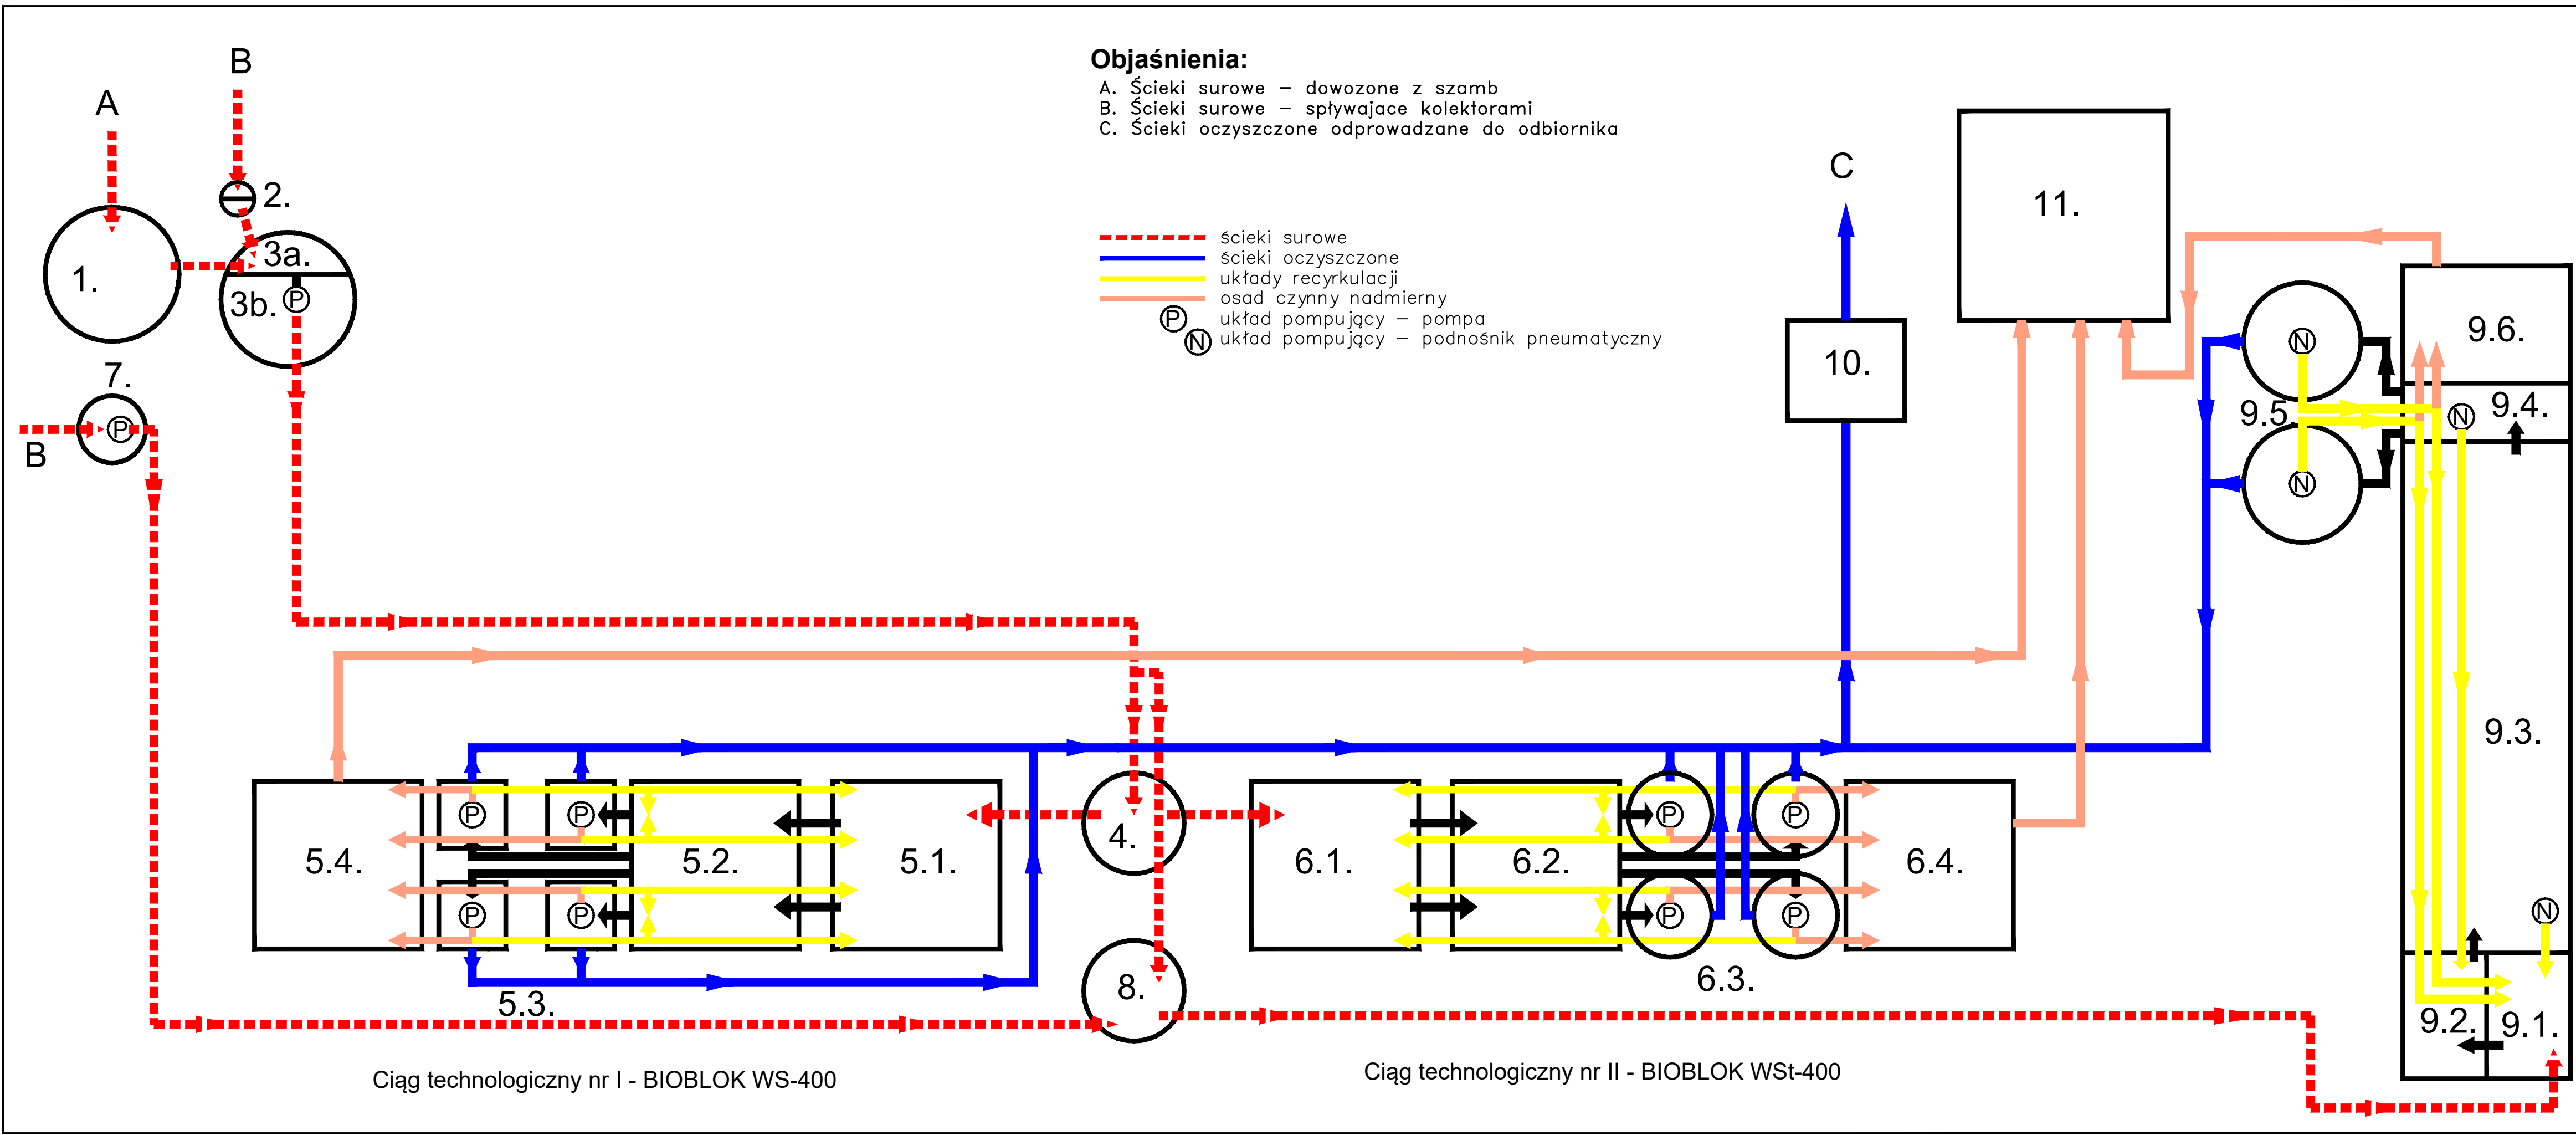 B
A
Objaśnienia:
A. Ścieki surowe – dowozone z szamb
B. Ścieki surowe – spływajace kolektorami
C. Ścieki oczyszczone odprowadzane do odbiornika
C
2.
11.
3a.
1.
3b.
P
ścieki surowe
ścieki oczyszczone
układy recyrkulacji
osad czynny nadmierny
P układ pompujący – pompa
N układ pompujący – podnośnik pneumatyczny
10.
N
9.6.
7.
P
B
9.5.
N
9.4.
N
9.3.
P
P
P
P
5.4.
5.2.
5.1.
4.
6.1.
6.2.
6.4.
P
P
P
P
N
5.3.
8.
6.3.
9.2.
9.1.
Ciąg technologiczny nr I - BIOBLOK WS-400
Ciąg technologiczny nr II - BIOBLOK WSt-400